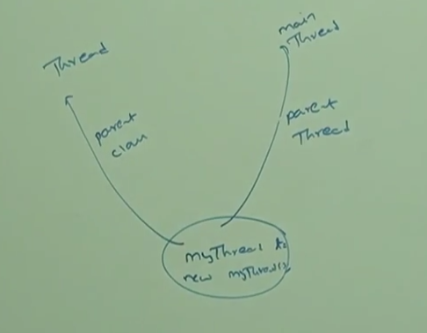 Thread
main
Thread
parent
class
parent
Thread
MyThread t=
new MyThread();